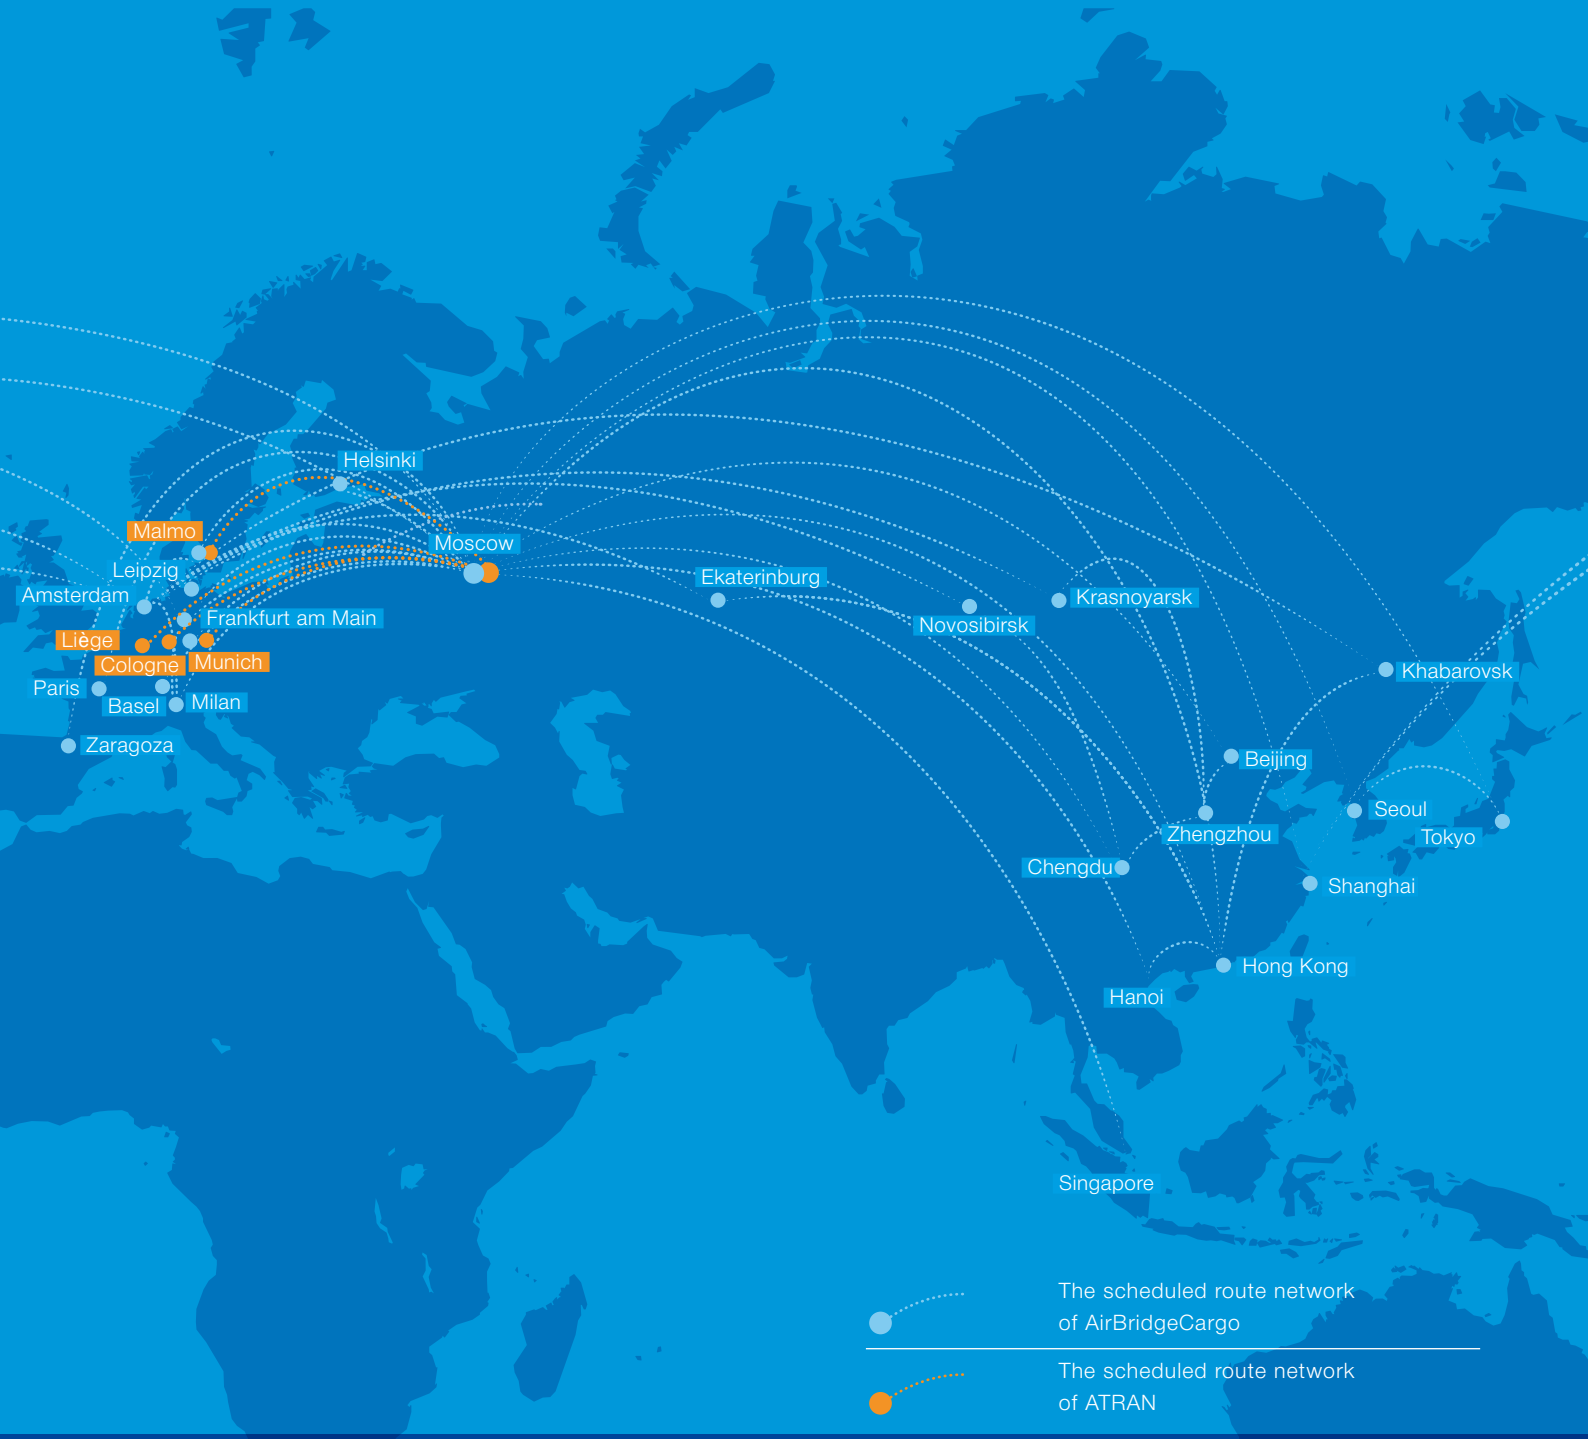 Helsinki
Malmo
Moscow
Leipzig
Ekaterinburg
Amsterdam
Krasnoyarsk
Frankfurt am Main
Novosibirsk
Liège
Cologne
Munich
Khabarovsk
Paris
Basel
Milan
Zaragoza
Beijing
Seoul
Zhengzhou
Tokyo
Chengdu
Shanghai
Hong Kong
Hanoi
Singapore
The scheduled route network
of AirBridgeCargo
The scheduled route network
of ATRAN